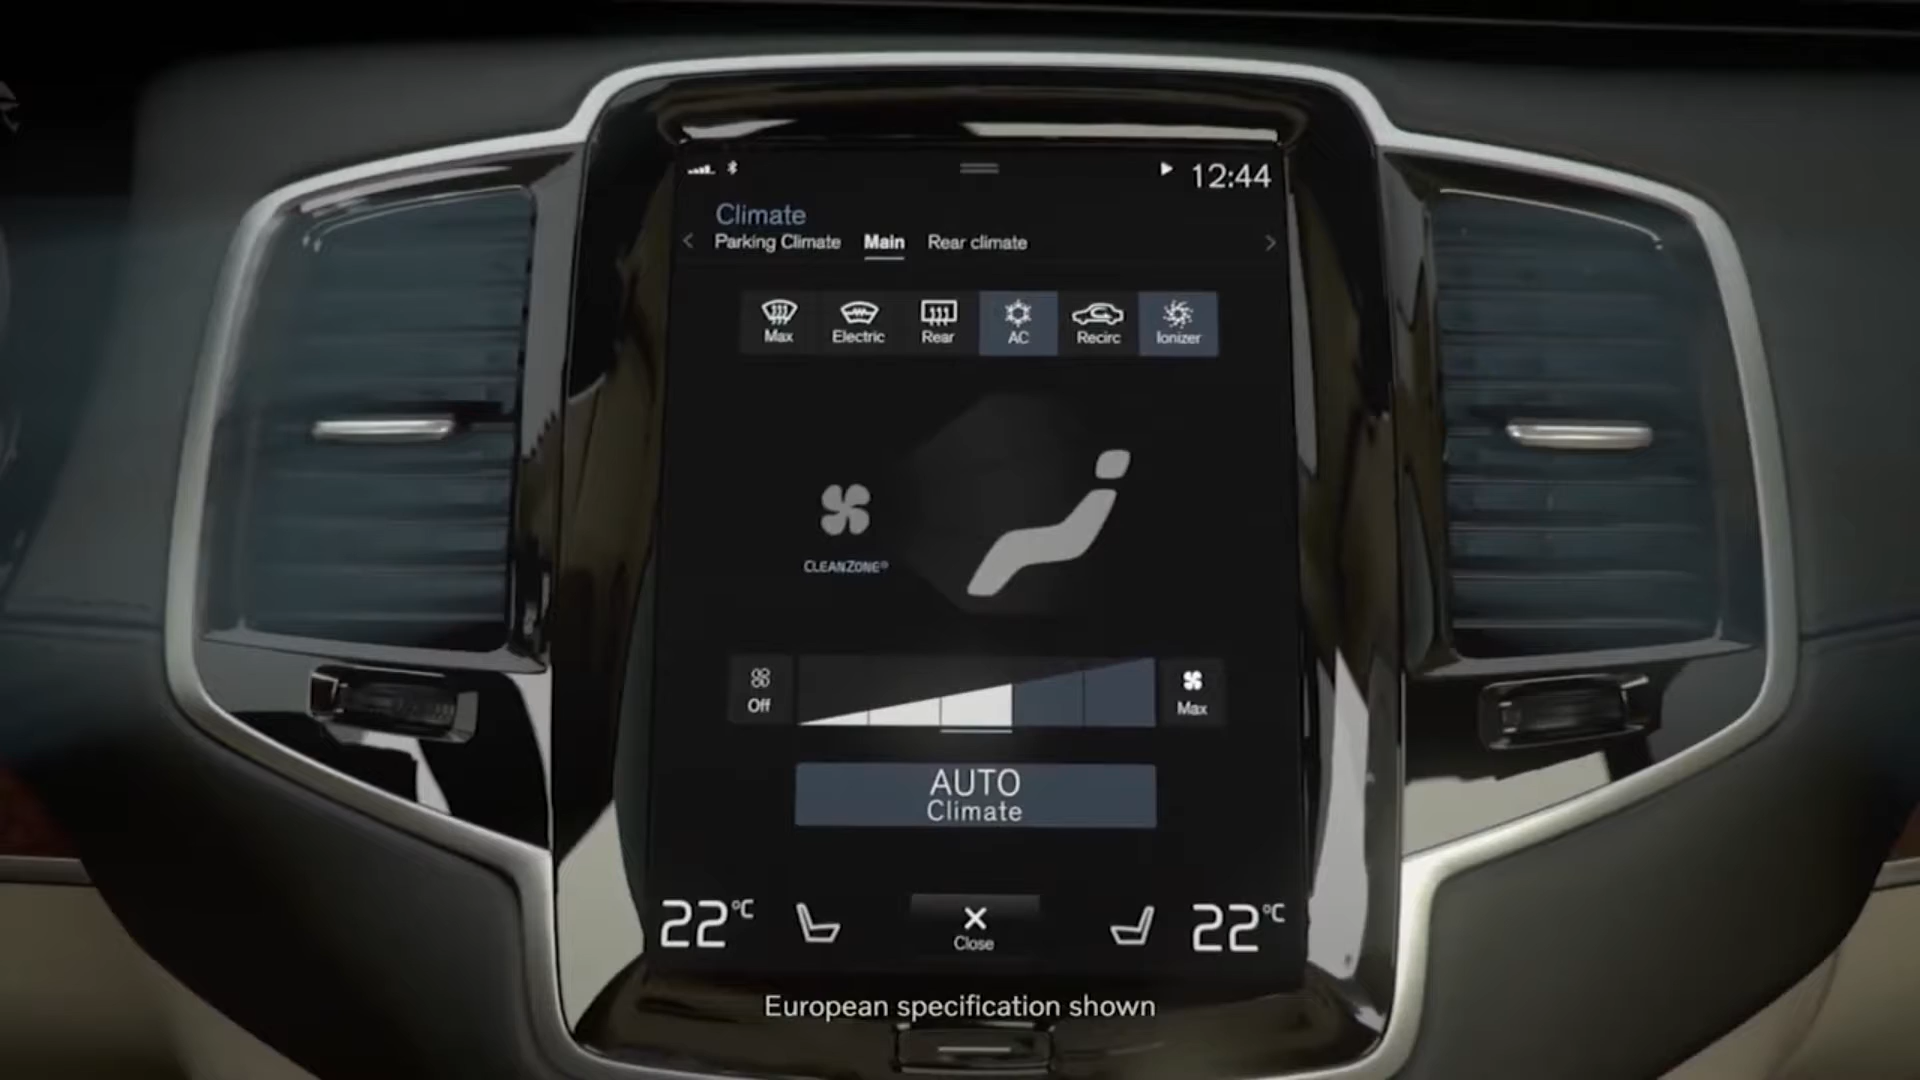 12:44
Climate
Parking Climate Main Rear climate
Max Electric Rear AC Recirc Ionizer
CLEANZONE®
Off Max
AUTO
Climate
22°C 22°C
Close
European specification shown